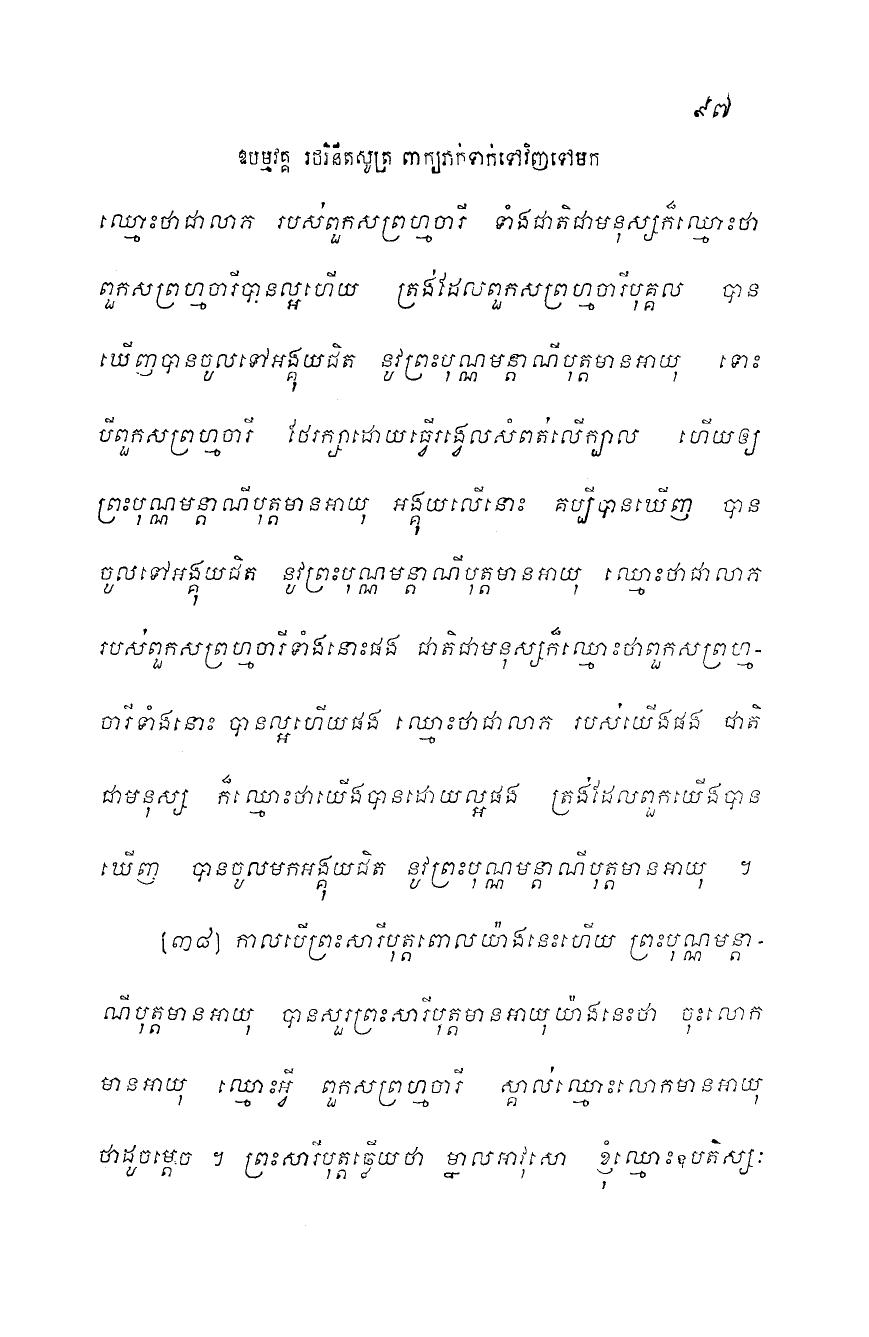 ៩៧
ឧបម្មវគ្គ រថវិនីតសូត្រ ពាក្យទាក់ទាក់ទៅវិញទៅមក
ឈ្មោះថាជាលាភ របស់ពួកសព្រហ្មចារី ទាំងជាតិជាមនុស្សក៏ឈ្មោះថា
ពួកសព្រហ្មចារីបានល្អហើយ ត្រង់ដែលពួកសព្រហ្មចារីបុគ្គល បាន
ឃើញបានចូលទៅអង្គុយជិត នូវព្រះបុណ្ណមន្តាណីបុត្តមានអាយុ ទោះ
បីពួកសព្រហ្មចារី ថែរក្សាដោយធ្វើរង្វេលសំពត់លើក្បាល ហើយឲ្យ
ព្រះបុណ្ណមន្តាណីបុត្តមានអាយុ អង្គុយលើនោះ គប្បីបានឃើញ បាន
ចូលទៅអង្គុយជិត នូវព្រះបុណ្ណមន្តាណីបុត្តមានអាយុ ឈ្មោះថាជាលាភ
របស់ពួកសព្រហ្មចារីទាំងនោះផង ជាតិជាមនុស្សក៏ឈ្មោះថាពួកសព្រហ្ម-
ចារីទាំងនោះ បានល្អហើយផង ឈ្មោះថាជាលាភ របស់យើងផង ជាតិ
ជាមនុស្ស ក៏ឈ្មោះថាយើងបានដោយល្អផង ត្រង់ដែលពួកយើងបាន
ឃើញ បានចូលមកអង្គុយជិត នូវព្រះបុណ្ណមន្តាណីបុត្តមានអាយុ ។
[៣៨] កាលបើព្រះសារីបុត្តពោលយ៉ាងនេះហើយ ព្រះបុណ្ណមន្តា-
ណីបុត្តមានអាយុ បានសួរព្រះសារីបុត្តមានអាយុយ៉ាងនេះថា ចុះលោក
មានអាយុ ឈ្មោះអ្វី ពួកសព្រហ្មចារី ស្គាល់ឈ្មោះលោកមានអាយុ
ថាដូចម្តេច ។ ព្រះសារីបុត្តឆ្លើយថា ម្នាលអាវុសោ ខ្ញុំឈ្មោះឧបតិស្សៈ